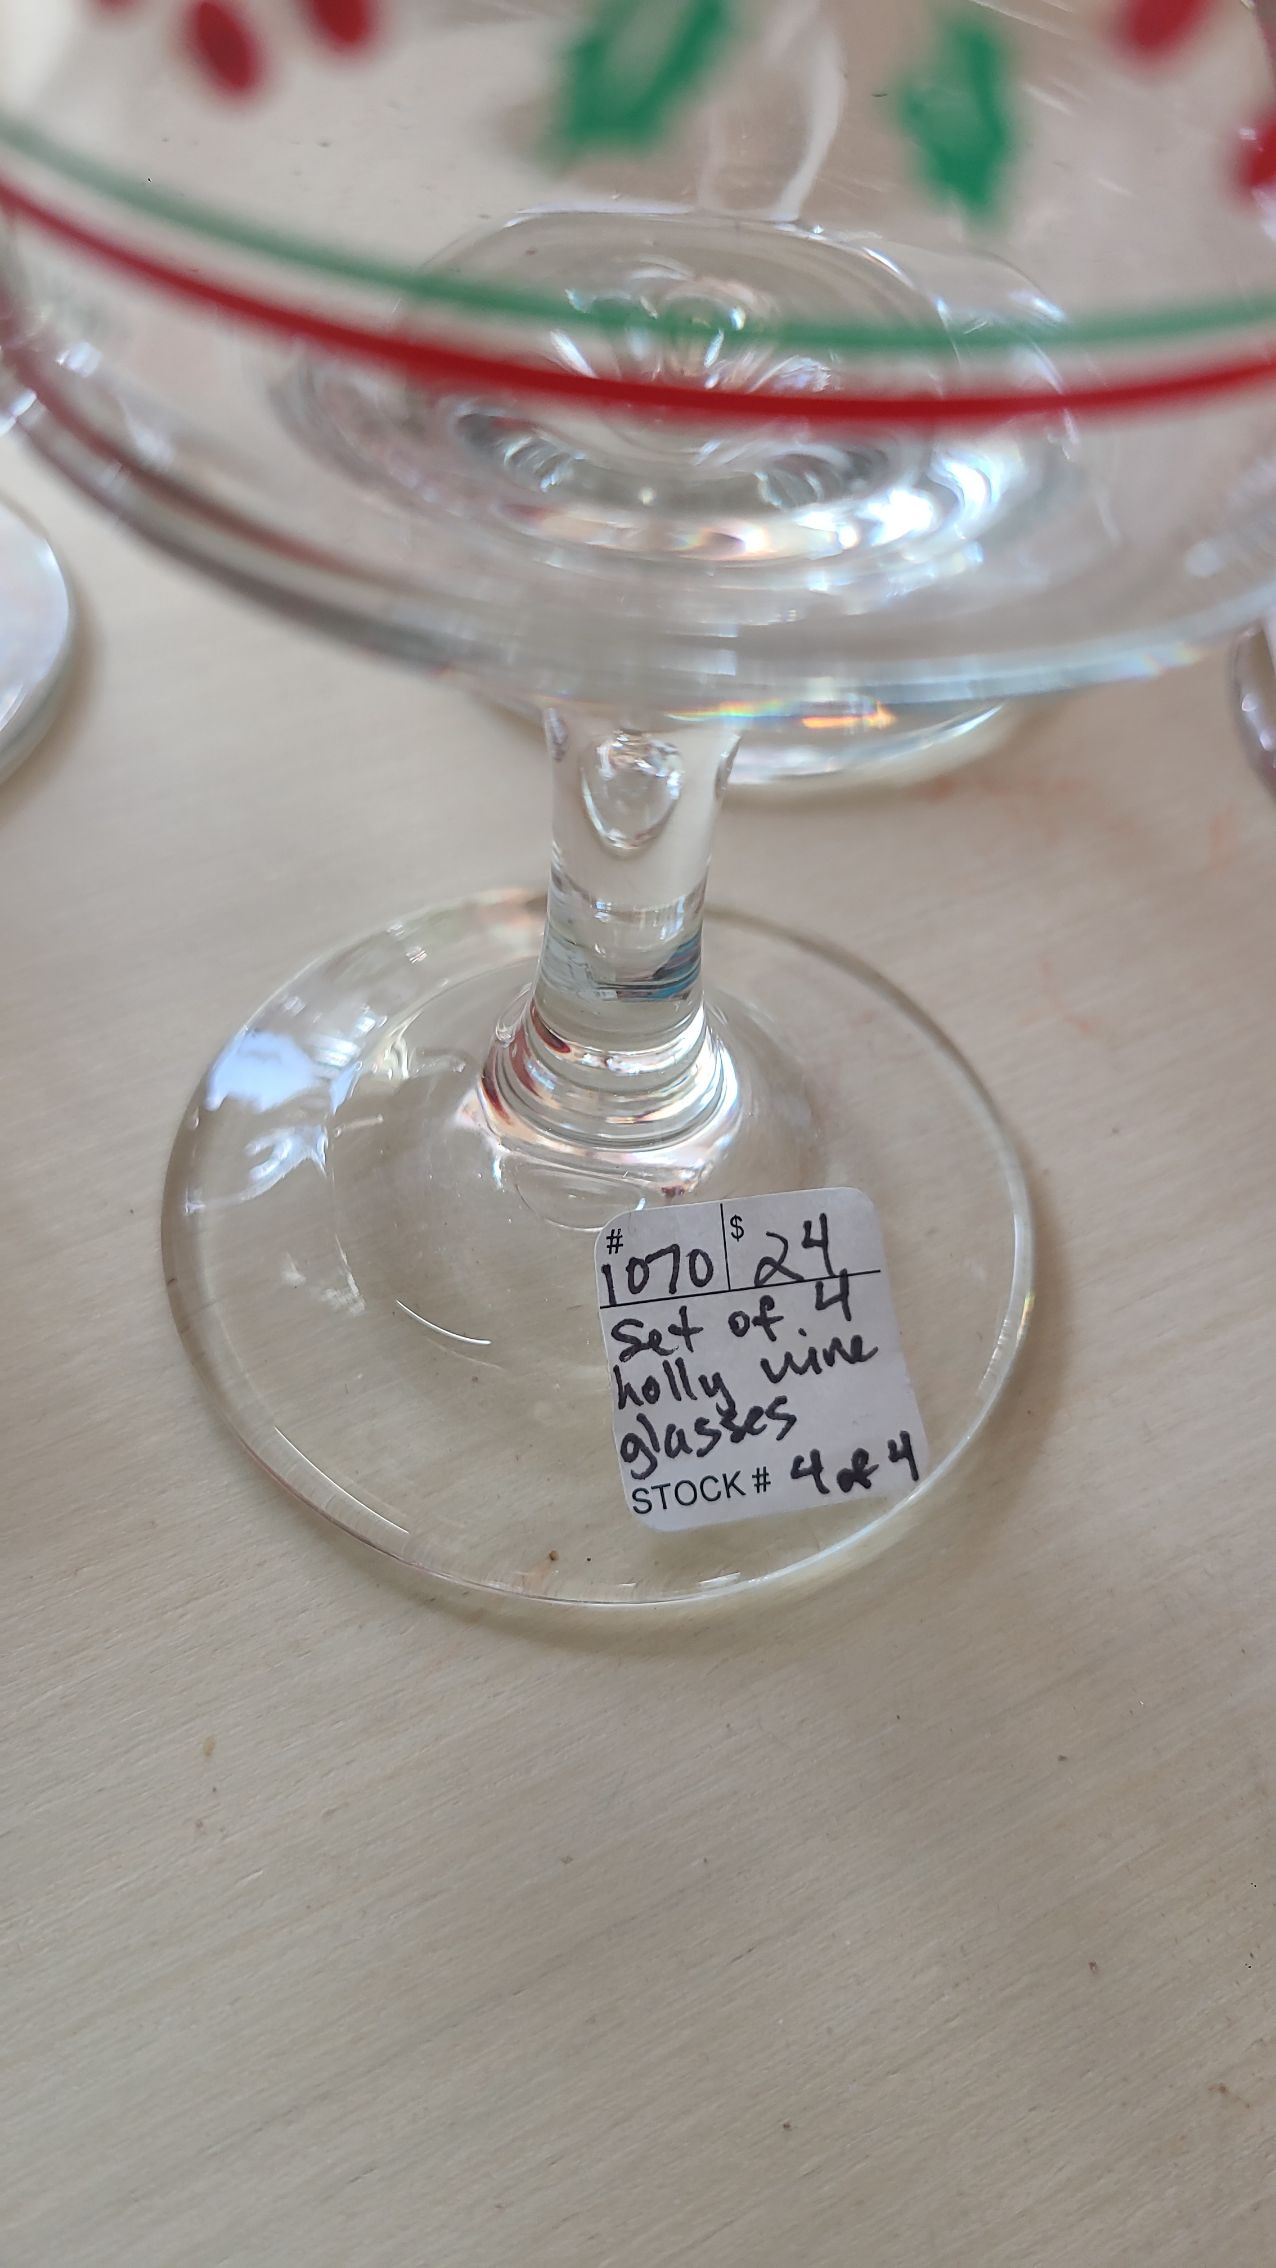 # 1070 $ 24
Set of 4
holly wine
glasses
STOCK # 4 of 4